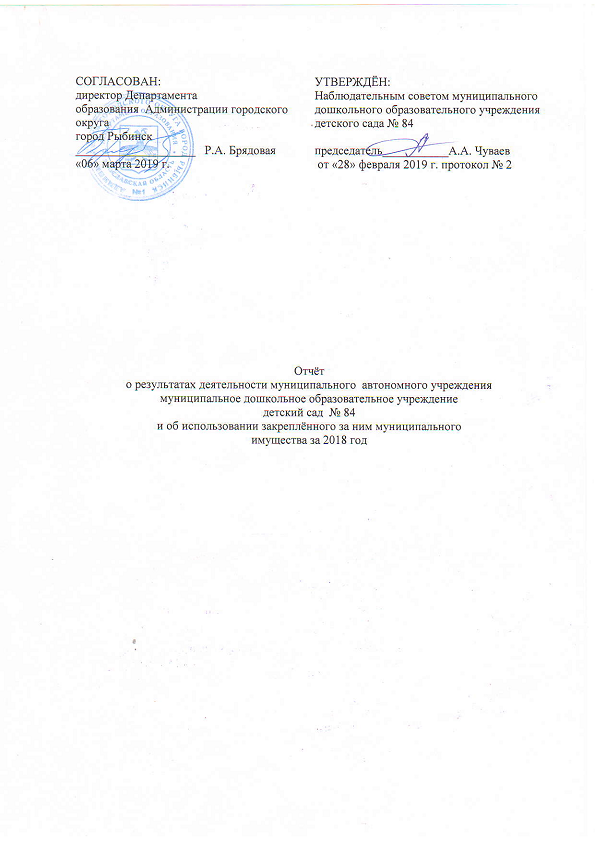 СОГЛАСОВАН:
директор Департамента
образования Администрации городского
округа
город Рыбинск
Р.А. Брядовая
«06» марта 2019 г.
УТВЕРЖДЁН:
Наблюдательным советом муниципального
дошкольного образовательного учреждения
детского сада № 84
председатель А.А. Чуваев
от «28» февраля 2019 г. протокол № 2
Отчёт
о результатах деятельности муниципального автономного учреждения
муниципальное дошкольное образовательное учреждение
детский сад № 84
и об использовании закреплённого за ним муниципального
имущества за 2018 год